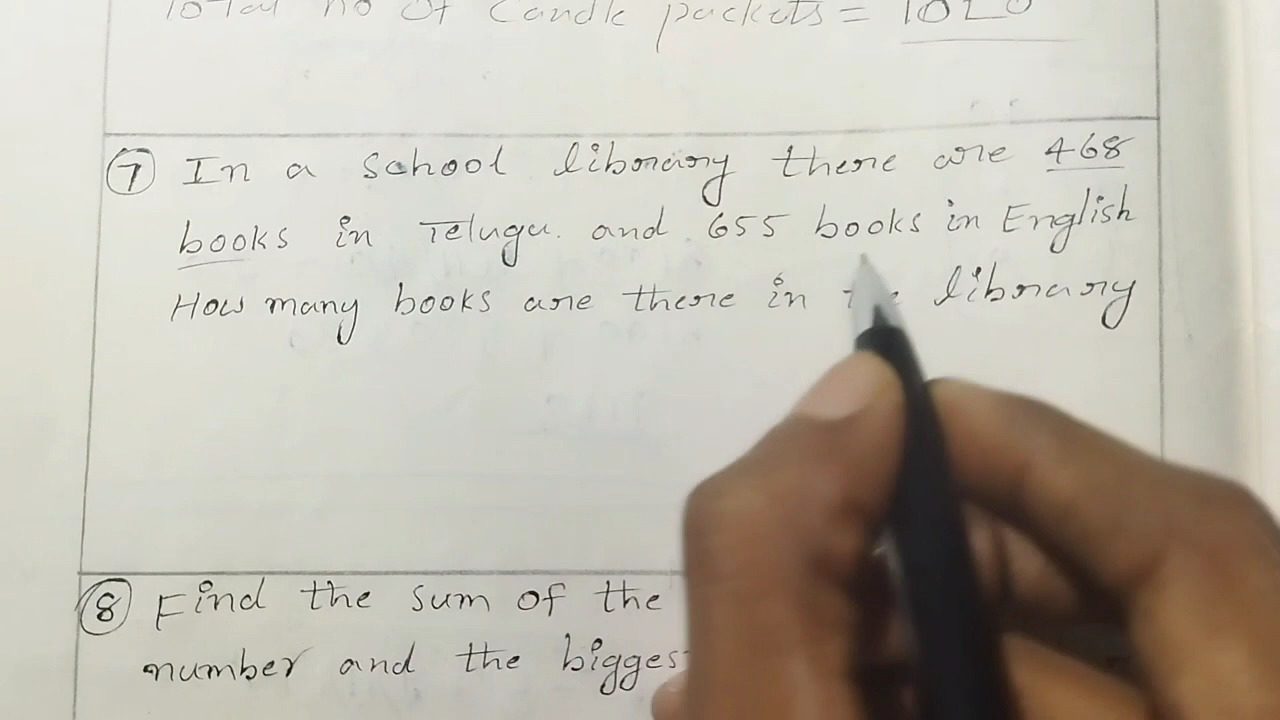 Total no of Candle packets = 1020
7 In a school library there are 468
books in Telugu. and 655 books in English
How many books are there in the library
8 Find the sum of the
number and the